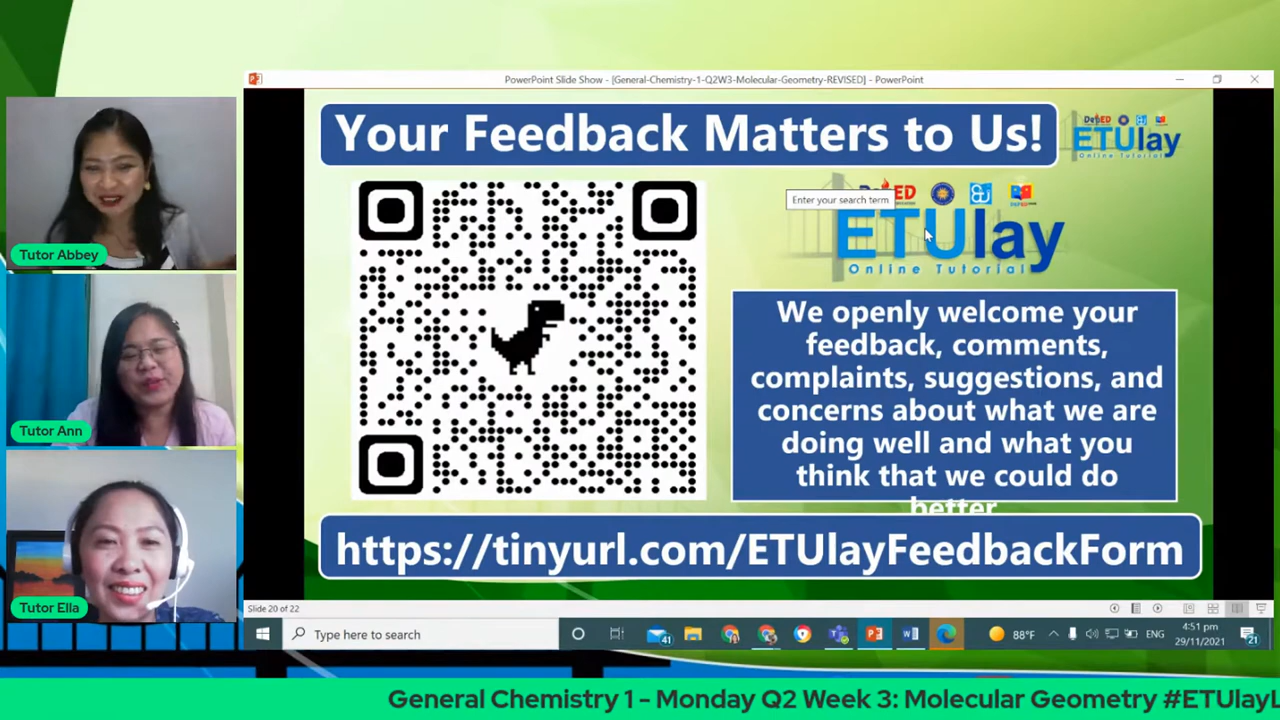 PowerPoint Slide Show - [General-Chemistry-1-Q2W3-Molecular-Geometry-REVISED] - PowerPoint
Your Feedback Matters to Us!
DepED
ETUlay
Online Tutorial
Enter your search term
ETUlay
Online Tutorial
We openly welcome your
feedback, comments,
complaints, suggestions, and
concerns about what we are
doing well and what you
think that we could do
better
https://tinyurl.com/ETUlayFeedbackForm
Tutor Abbey
Tutor Ann
Tutor Ella
Slide 20 of 22
Type here to search
41
88°F
ENG
4:51 pm
29/11/2021
21
General Chemistry 1 - Monday Q2 Week 3: Molecular Geometry #ETUlayL